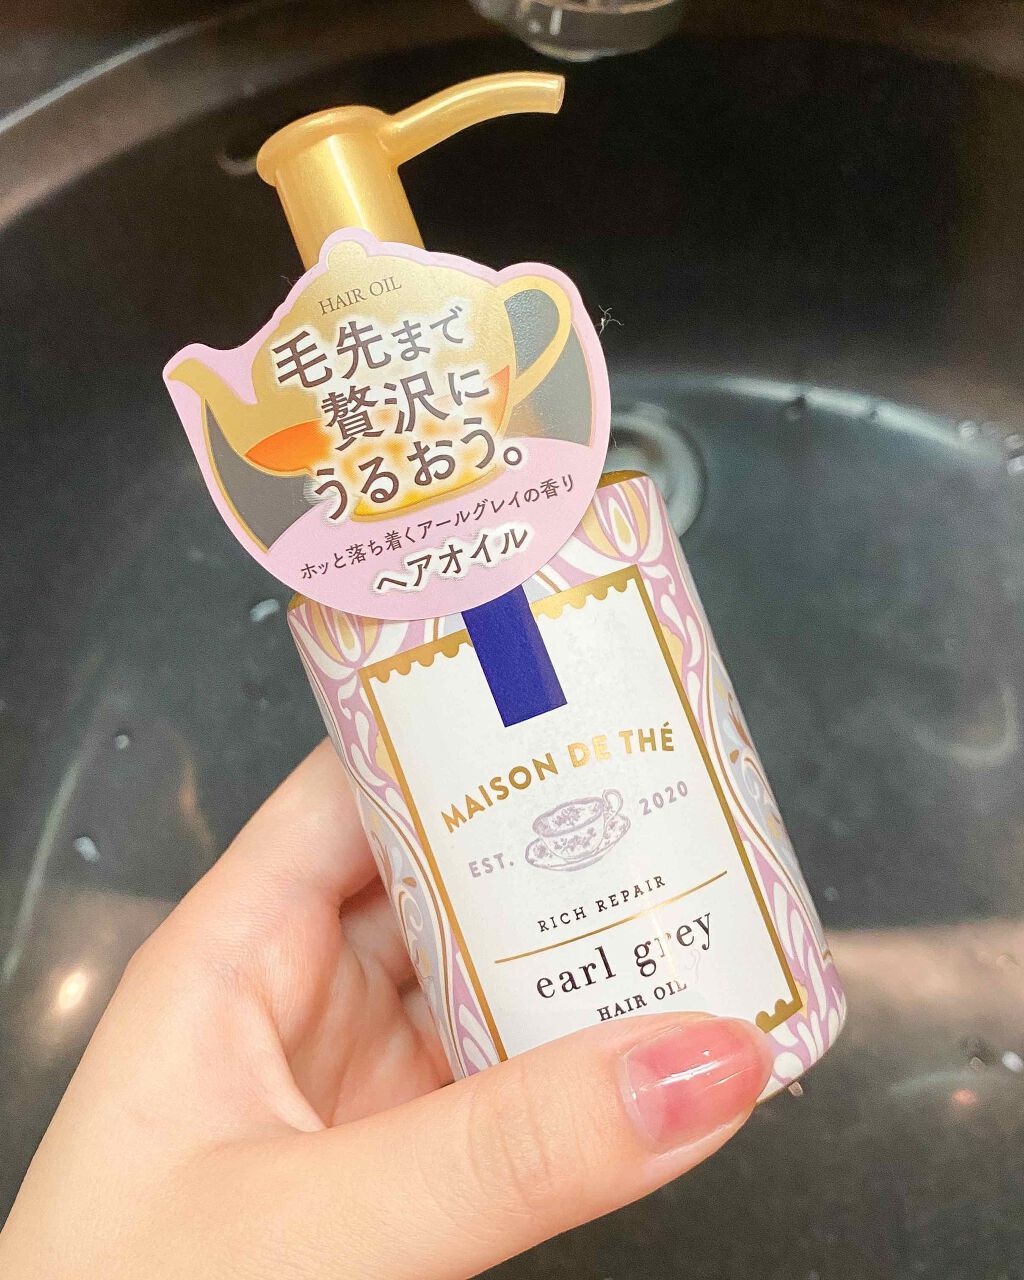 HAIR OIL
毛先まで
贅沢に
うるおう。
ホッと落ち着くアールグレイの香り
ヘアオイル
MAISON DE THÉ
EST. 2020
RICH REPAIR
earl grey
HAIR OIL